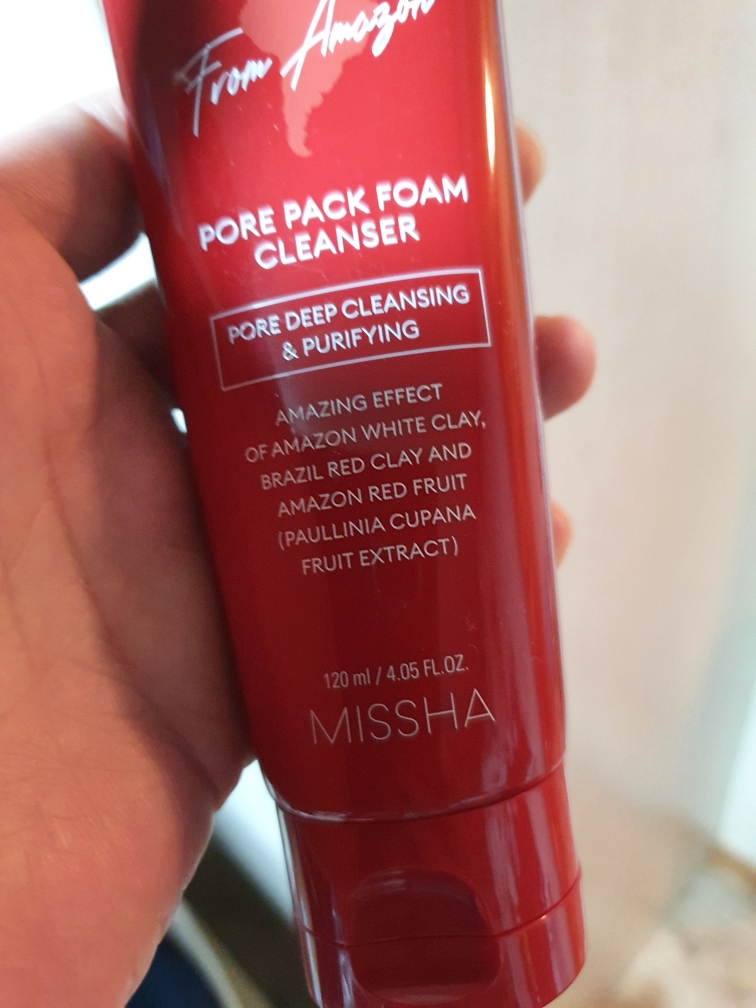 From Amazon
PORE PACK FOAM
CLEANSER
PORE DEEP CLEANSING
& PURIFYING
AMAZING EFFECT
OF AMAZON WHITE CLAY,
BRAZIL RED CLAY AND
AMAZON RED FRUIT
(PAULLINIA CUPANA
FRUIT EXTRACT)
120 ml / 4.05 FL.OZ.
MISSHA